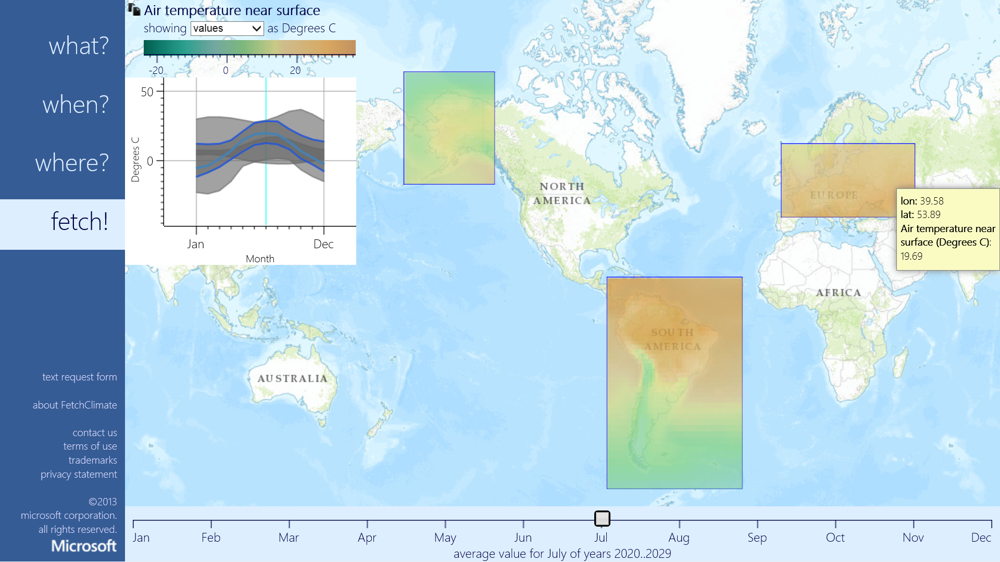 what?
when?
where?
fetch!
text request form
about FetchClimate
contact us
terms of use
trademarks
privacy statement
©2013
microsoft corporation.
all rights reserved.
Microsoft
Air temperature near surface
showing values as Degrees C
-20 0 20
50
0
Degrees C
Jan Dec
Month
NORTH
AMERICA
EUROPE
lon: 39.58
lat: 53.89
Air temperature near
surface (Degrees C):
19.69
AFRICA
SOUTH
AMERICA
AUSTRALIA
Jan Feb Mar Apr May Jun Jul Aug Sep Oct Nov Dec
average value for July of years 2020..2029